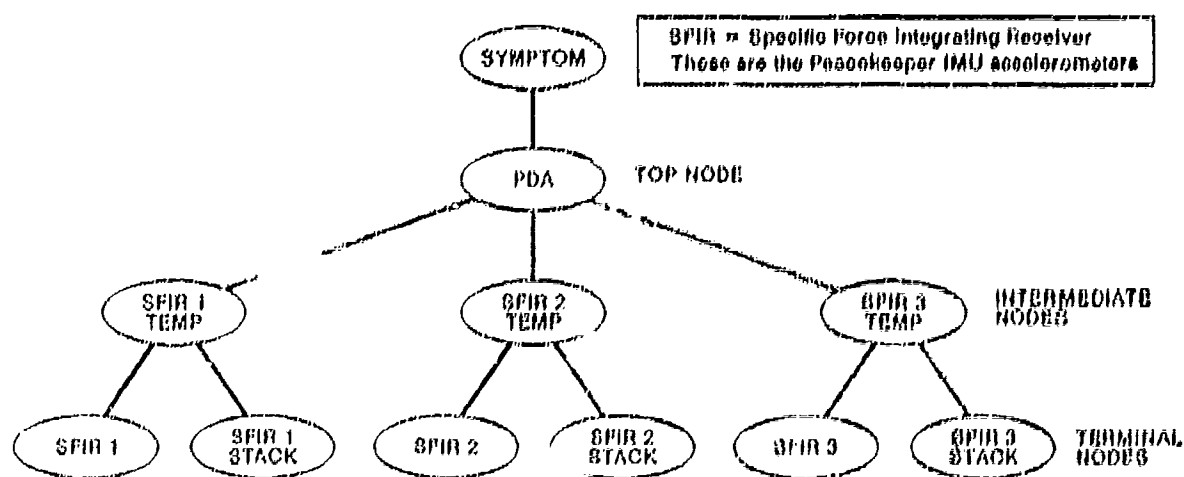 SYMPTOM
SFIR = Specific Force Integrating Receiver
These are the Peacekeeper IMU accelerometers
PDA
TOP NODE
SFIR 1
TEMP
SFIR 2
TEMP
SFIR 3
TEMP
INTERMEDIATE
NODES
SFIR 1
SFIR 1
STACK
SFIR 2
SFIR 2
STACK
SFIR 3
SFIR 3
STACK
TERMINAL
NODES